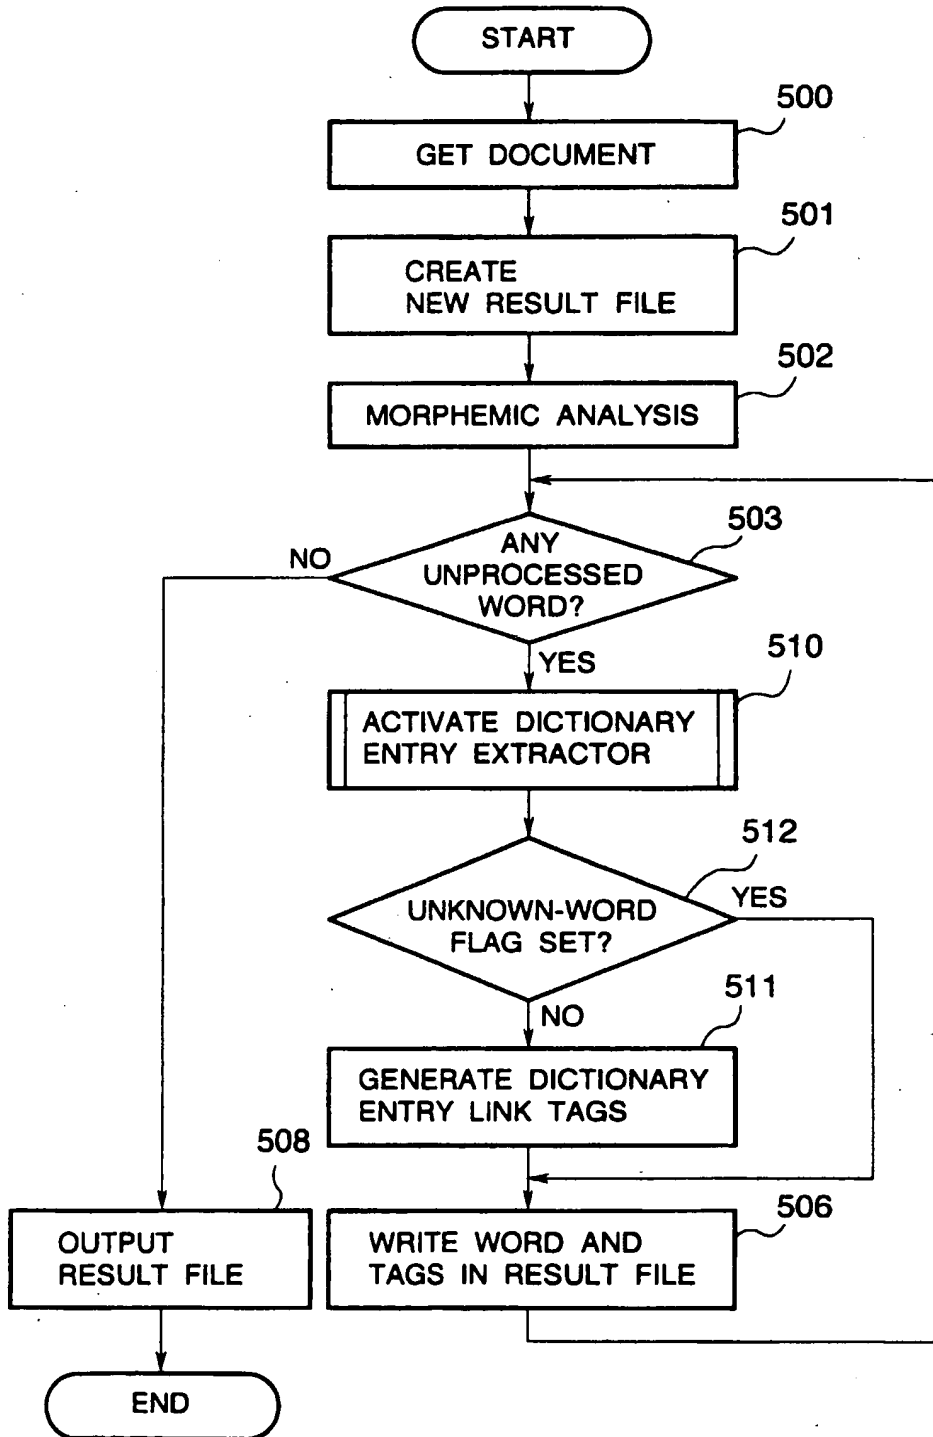 START
500
GET DOCUMENT
501
CREATE
NEW RESULT FILE
502
MORPHEMIC ANALYSIS
503
NO
ANY
UNPROCESSED
WORD?
YES
510
ACTIVATE DICTIONARY
ENTRY EXTRACTOR
512
YES
UNKNOWN-WORD
FLAG SET?
NO
511
GENERATE DICTIONARY
ENTRY LINK TAGS
508
506
OUTPUT
RESULT FILE
WRITE WORD AND
TAGS IN RESULT FILE
END